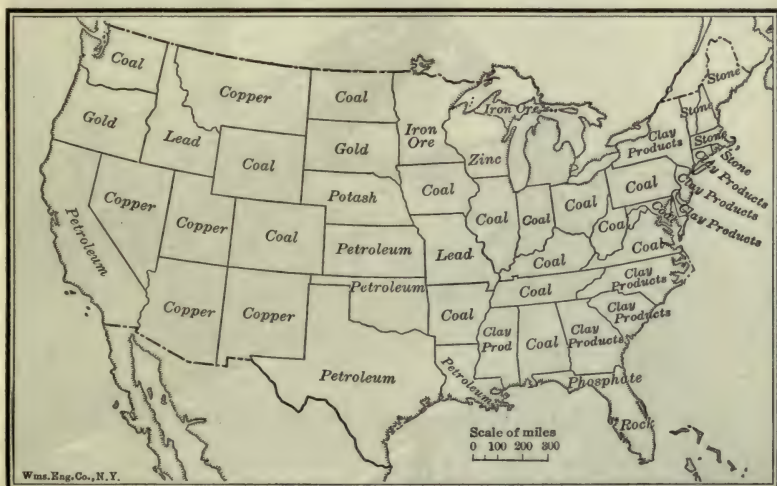 Coal
Copper
Coal
Iron
Ore
Iron Ore
Stone
Stone
Gold
Lead
Coal
Gold
Zinc
Clay
Products
Stone
Stone
Clay Products
Clay Products
Clay Products
Copper
Copper
Coal
Potash
Coal
Coal
Coal
Coal
Coal
Petroleum
Petroleum
Lead
Coal
Coal
Coal
Copper
Copper
Petroleum
Coal
Coal
Clay
Products
Clay
Products
Clay
Prod
Coal
Clay
Products
Petroleum
Petroleum
Phosphate
Rock
Scale of miles
0 100 200 300
Wms.Eng.Co., N.Y.